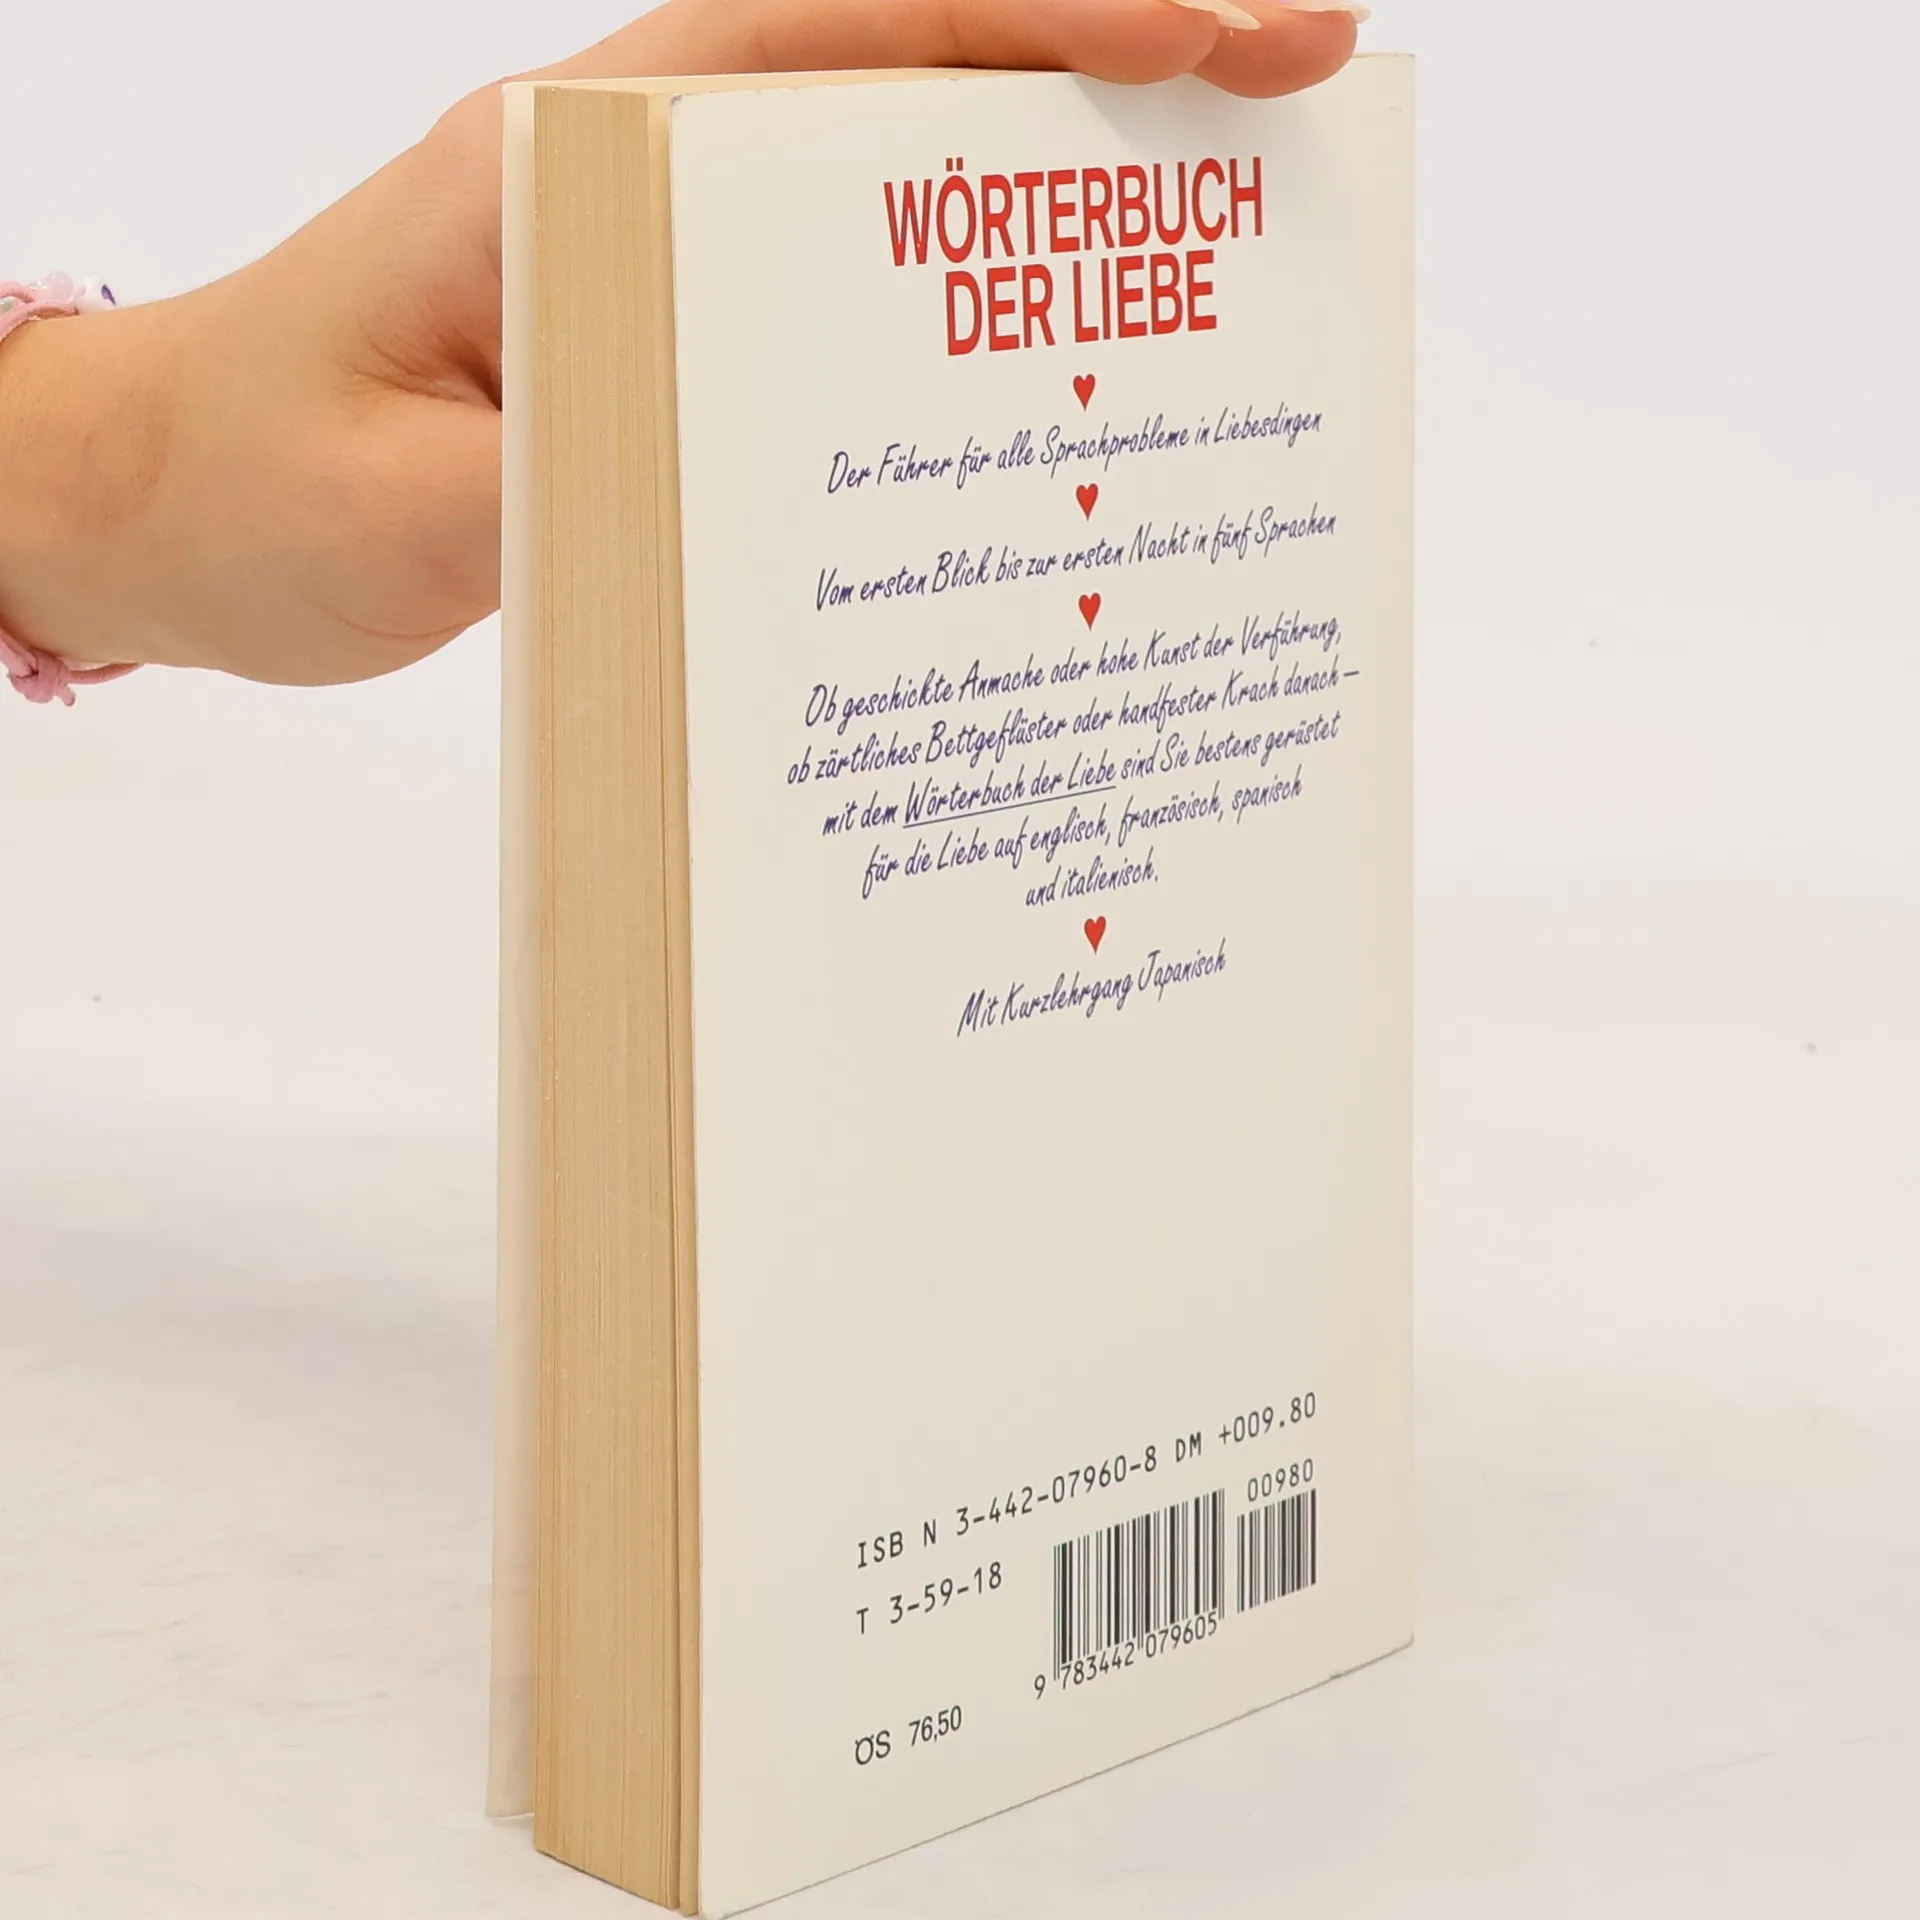 WÖRTERBUCH
DER LIEBE
Der Führer für alle Sprachprobleme in Liebesdingen
Vom ersten Blick bis zur ersten Nacht in fünf Sprachen
Ob geschickte Anmache oder hohe Kunst der Verführung,
ob zärtliches Bettgeflüster oder handfester Krach danach –
mit dem Wörterbuch der Liebe sind Sie bestens gerüstet
für die Liebe auf englisch, französisch, spanisch
und italienisch.
Mit Kurzlehrgang Japanisch
ISB N 3-442-07960-8 DM +009.80
T 3-59-18
00980
9 783442 079605
ÖS 76,50